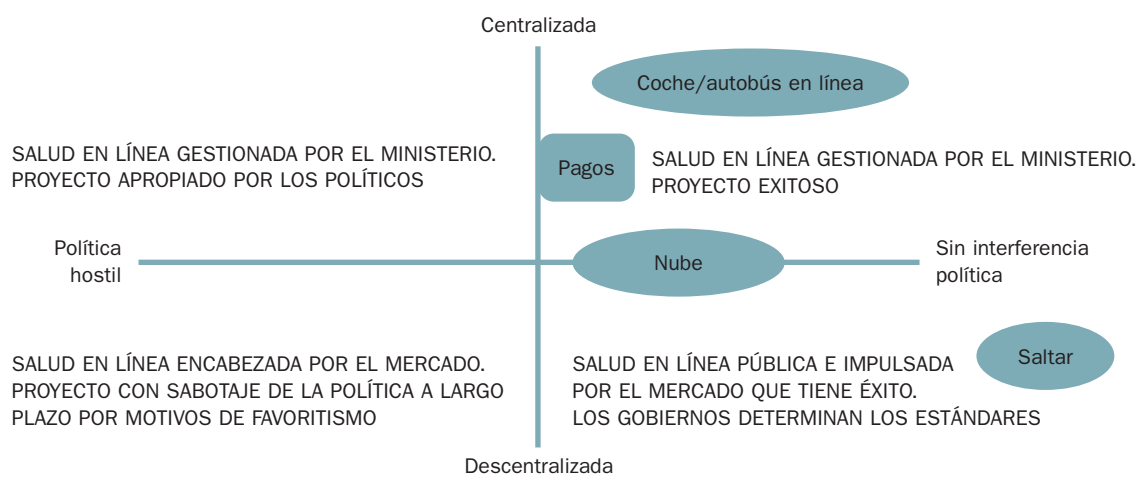 Centralizada
Coche/autobús en línea
SALUD EN LÍNEA GESTIONADA POR EL MINISTERIO.
PROYECTO APROPIADO POR LOS POLÍTICOS
Pagos
SALUD EN LÍNEA GESTIONADA POR EL MINISTERIO.
PROYECTO EXITOSO
Política
hostil
Nube
Sin interferencia
política
SALUD EN LÍNEA ENCABEZADA POR EL MERCADO.
PROYECTO CON SABOTAJE DE LA POLÍTICA A LARGO
PLAZO POR MOTIVOS DE FAVORITISMO
SALUD EN LÍNEA PÚBLICA E IMPULSADA
POR EL MERCADO QUE TIENE ÉXITO.
LOS GOBIERNOS DETERMINAN LOS ESTÁNDARES
Saltar
Descentralizada